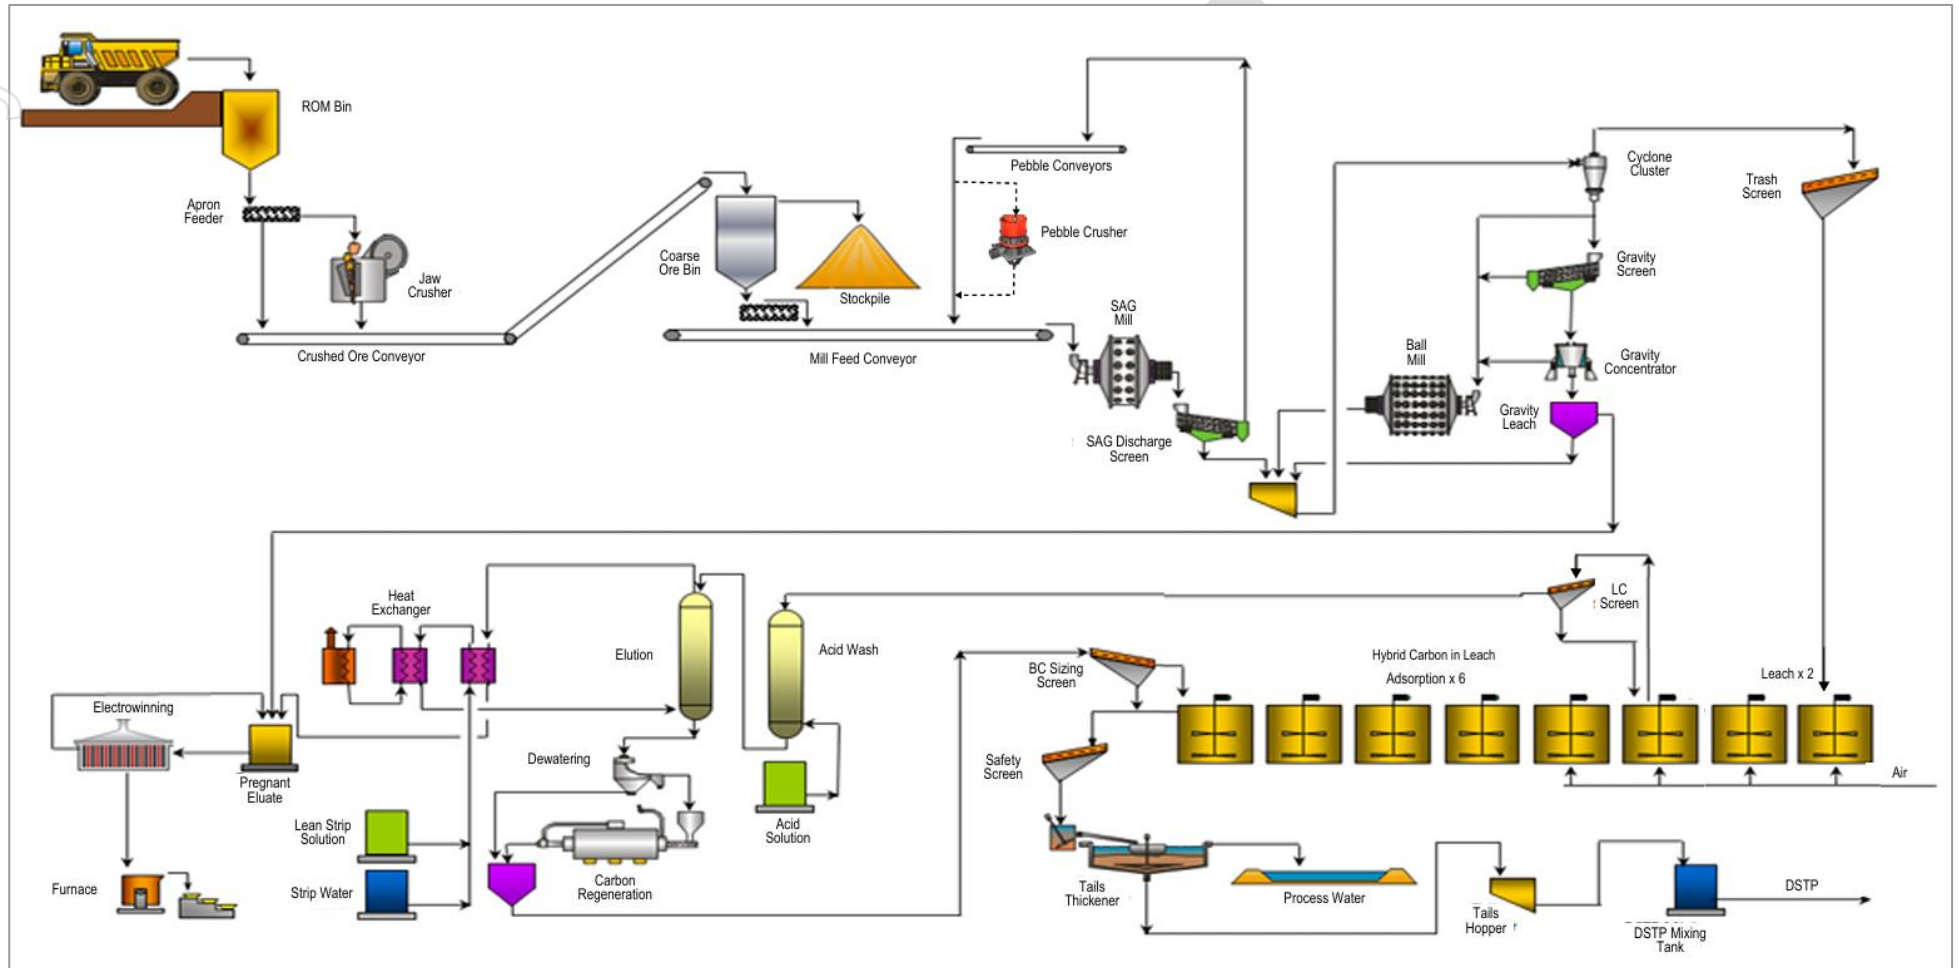 ROM Bin
Apron
Feeder
Jaw
Crusher
Crushed Ore Conveyor
Coarse
Ore Bin
Stockpile
Mill Feed Conveyor
Pebble Conveyors
Pebble Crusher
SAG
Mill
SAG Discharge
Screen
Ball
Mill
Cyclone
Cluster
Gravity
Screen
Gravity
Concentrator
Gravity
Leach
Trash
Screen
Heat
Exchanger
Elution
Acid Wash
LC
Screen
BC Sizing
Screen
Hybrid Carbon in Leach
Adsorption x 6
Leach x 2
Electrowinning
Pregnant
Eluate
Dewatering
Safety
Screen
Air
Lean Strip
Solution
Acid
Solution
Furnace
Strip Water
Carbon
Regeneration
Tails
Thickener
Process Water
Tails
Hopper
DSTP
DSTP Mixing
Tank